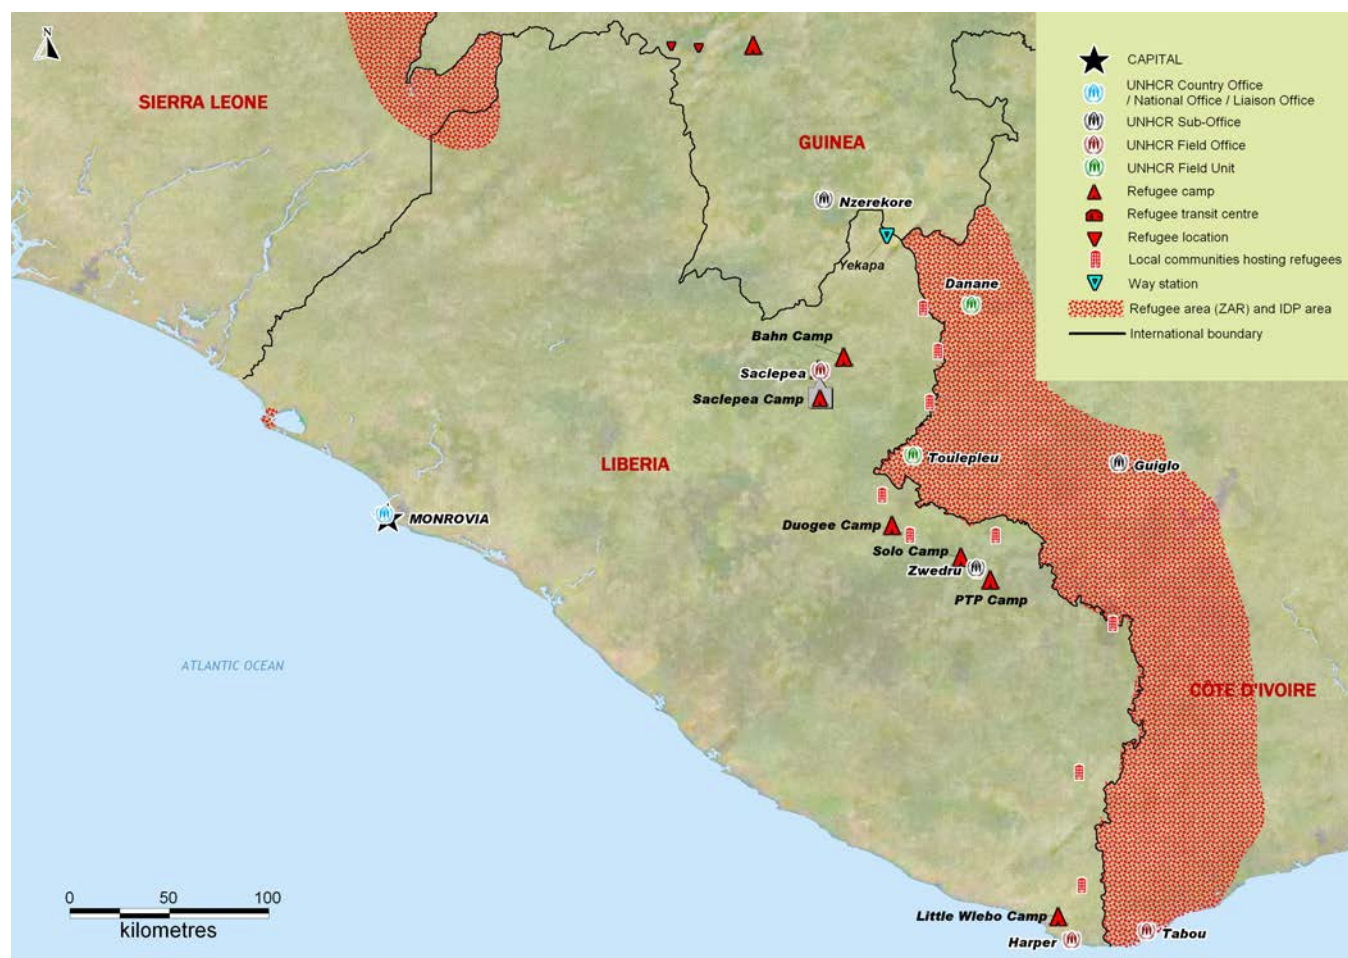 N
SIERRA LEONE
GUINEA
CAPITAL
UNHCR Country Office
/ National Office / Liaison Office
UNHCR Sub-Office
UNHCR Field Office
UNHCR Field Unit
Refugee camp
Refugee transit centre
Refugee location
Local communities hosting refugees
Way station
Refugee area (ZAR) and IDP area
International boundary
Nzerekore
Yekapa
Danane
Bahn Camp
Saclepea
Saclepea Camp
LIBERIA
Toulepleu
Guiglo
MONROVIA
Duogee Camp
Solo Camp
Zwedru
PTP Camp
ATLANTIC OCEAN
CÔTE D'IVOIRE
0 50 100
kilometres
Little Wlebo Camp
Harper
Tabou